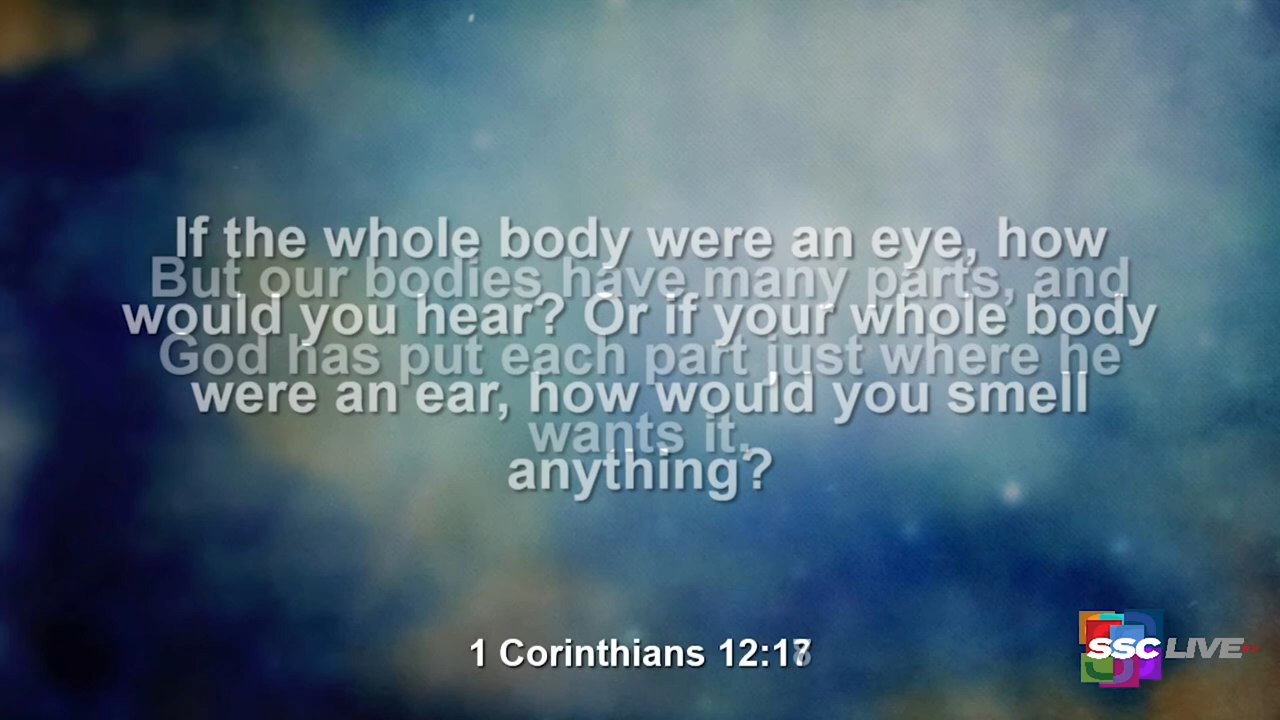 If the whole body were an eye, how
But our bodies have many parts, and
would you hear? Or if your whole body
God has put each part just where he
were an ear, how would you smell
wants it.
anything?
1 Corinthians 12:17
SSC LIVE